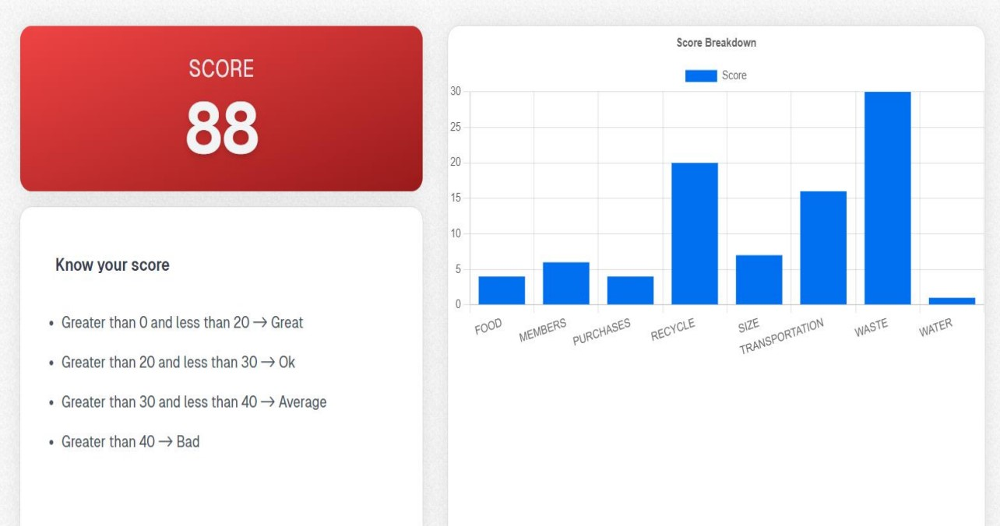 SCORE
88
Know your score
• Greater than 0 and less than 20 → Great
• Greater than 20 and less than 30 → Ok
• Greater than 30 and less than 40 → Average
• Greater than 40 → Bad
Score Breakdown
Score
30
25
20
15
10
5
0
FOOD
MEMBERS
PURCHASES
RECYCLE
SIZE
TRANSPORTATION
WASTE
WATER